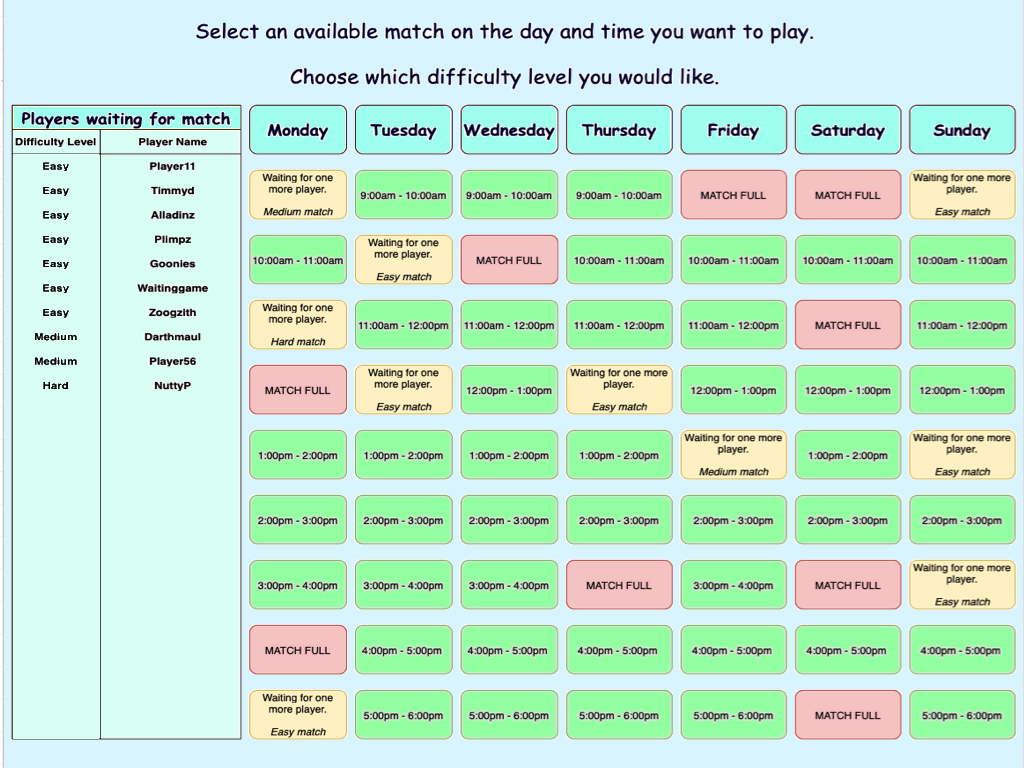 Select an available match on the day and time you want to play.
Choose which difficulty level you would like.
Players waiting for match
Difficulty Level Player Name
Easy Player11
Easy Timmyd
Easy Alladinz
Easy Plimpz
Easy Goonies
Easy Waitinggame
Easy Zoogzith
Medium Darthmaul
Medium Player56
Hard NuttyP
Monday Tuesday Wednesday Thursday Friday Saturday Sunday
Waiting for one
more player.
Medium match
9:00am - 10:00am
9:00am - 10:00am
9:00am - 10:00am
MATCH FULL
MATCH FULL
Waiting for one more
player.
Easy match
10:00am - 11:00am
Waiting for one
more player.
Easy match
MATCH FULL
10:00am - 11:00am
10:00am - 11:00am
10:00am - 11:00am
10:00am - 11:00am
Waiting for one
more player.
Hard match
11:00am - 12:00pm
11:00am - 12:00pm
11:00am - 12:00pm
11:00am - 12:00pm
MATCH FULL
11:00am - 12:00pm
MATCH FULL
Waiting for one
more player.
Easy match
12:00pm - 1:00pm
Waiting for one more
player.
Easy match
12:00pm - 1:00pm
12:00pm - 1:00pm
12:00pm - 1:00pm
1:00pm - 2:00pm
1:00pm - 2:00pm
1:00pm - 2:00pm
1:00pm - 2:00pm
Waiting for one more
player.
Medium match
1:00pm - 2:00pm
Waiting for one more
player.
Easy match
2:00pm - 3:00pm
2:00pm - 3:00pm
2:00pm - 3:00pm
2:00pm - 3:00pm
2:00pm - 3:00pm
2:00pm - 3:00pm
2:00pm - 3:00pm
3:00pm - 4:00pm
3:00pm - 4:00pm
3:00pm - 4:00pm
MATCH FULL
3:00pm - 4:00pm
MATCH FULL
Waiting for one more
player.
Easy match
MATCH FULL
4:00pm - 5:00pm
4:00pm - 5:00pm
4:00pm - 5:00pm
4:00pm - 5:00pm
4:00pm - 5:00pm
4:00pm - 5:00pm
Waiting for one
more player.
Easy match
5:00pm - 6:00pm
5:00pm - 6:00pm
5:00pm - 6:00pm
5:00pm - 6:00pm
MATCH FULL
5:00pm - 6:00pm